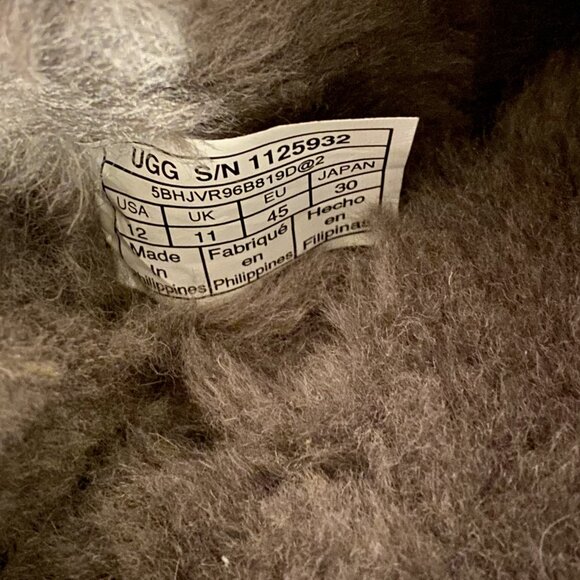 UGG S/N 1125932
5BHJVR96B819D@2
USA UK EU JAPAN
12 11 45 30
Made Fabriqué Hecho
In en en
Philippines Philippines Filipinas